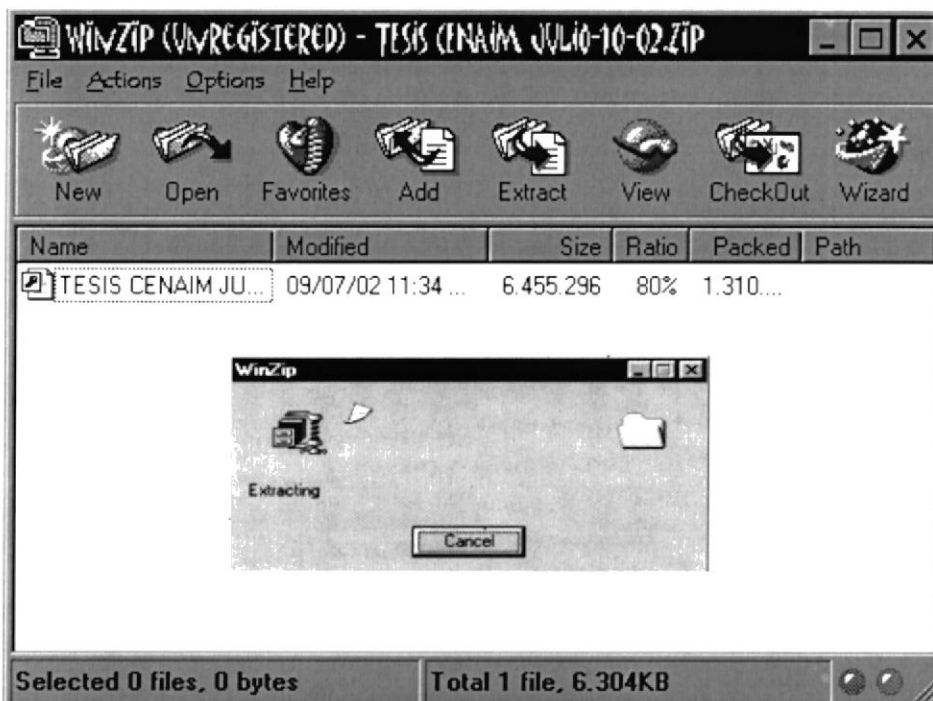 WinZip (Unregistered) - TESIS CENAIM JULIO-10-02.ZIP
File Actions Options Help
New Open Favorites Add Extract View CheckOut Wizard
Name Modified Size Ratio Packed Path
TESIS CENAIM JU... 09/07/02 11:34 ... 6.455.296 80% 1.310....
WinZip
Extracting
Cancel
Selected 0 files, 0 bytes Total 1 file, 6.304KB